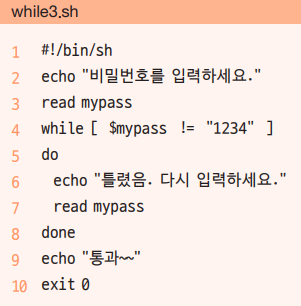 while3.sh
1 #!/bin/sh
2 echo "비밀번호를 입력하세요."
3 read mypass
4 while [ $mypass != "1234" ]
5 do
6 echo "틀렸음. 다시 입력하세요."
7 read mypass
8 done
9 echo "통과~~"
10 exit 0